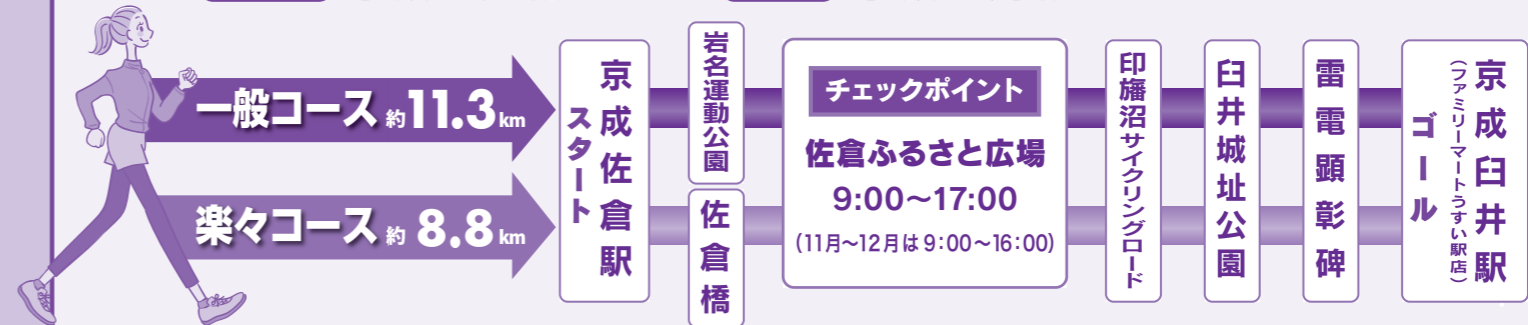 一般コース 約11.3km
楽々コース 約8.8km
京成佐倉駅
スタート
岩名運動公園
佐倉橋
チェックポイント
佐倉ふるさと広場
9:00〜17:00
(11月〜12月は9:00〜16:00)
印旛沼サイクリングロード
臼井城址公園
雷電顕彰碑
京成臼井駅
(ファミリーマートうすい駅店)
ゴール